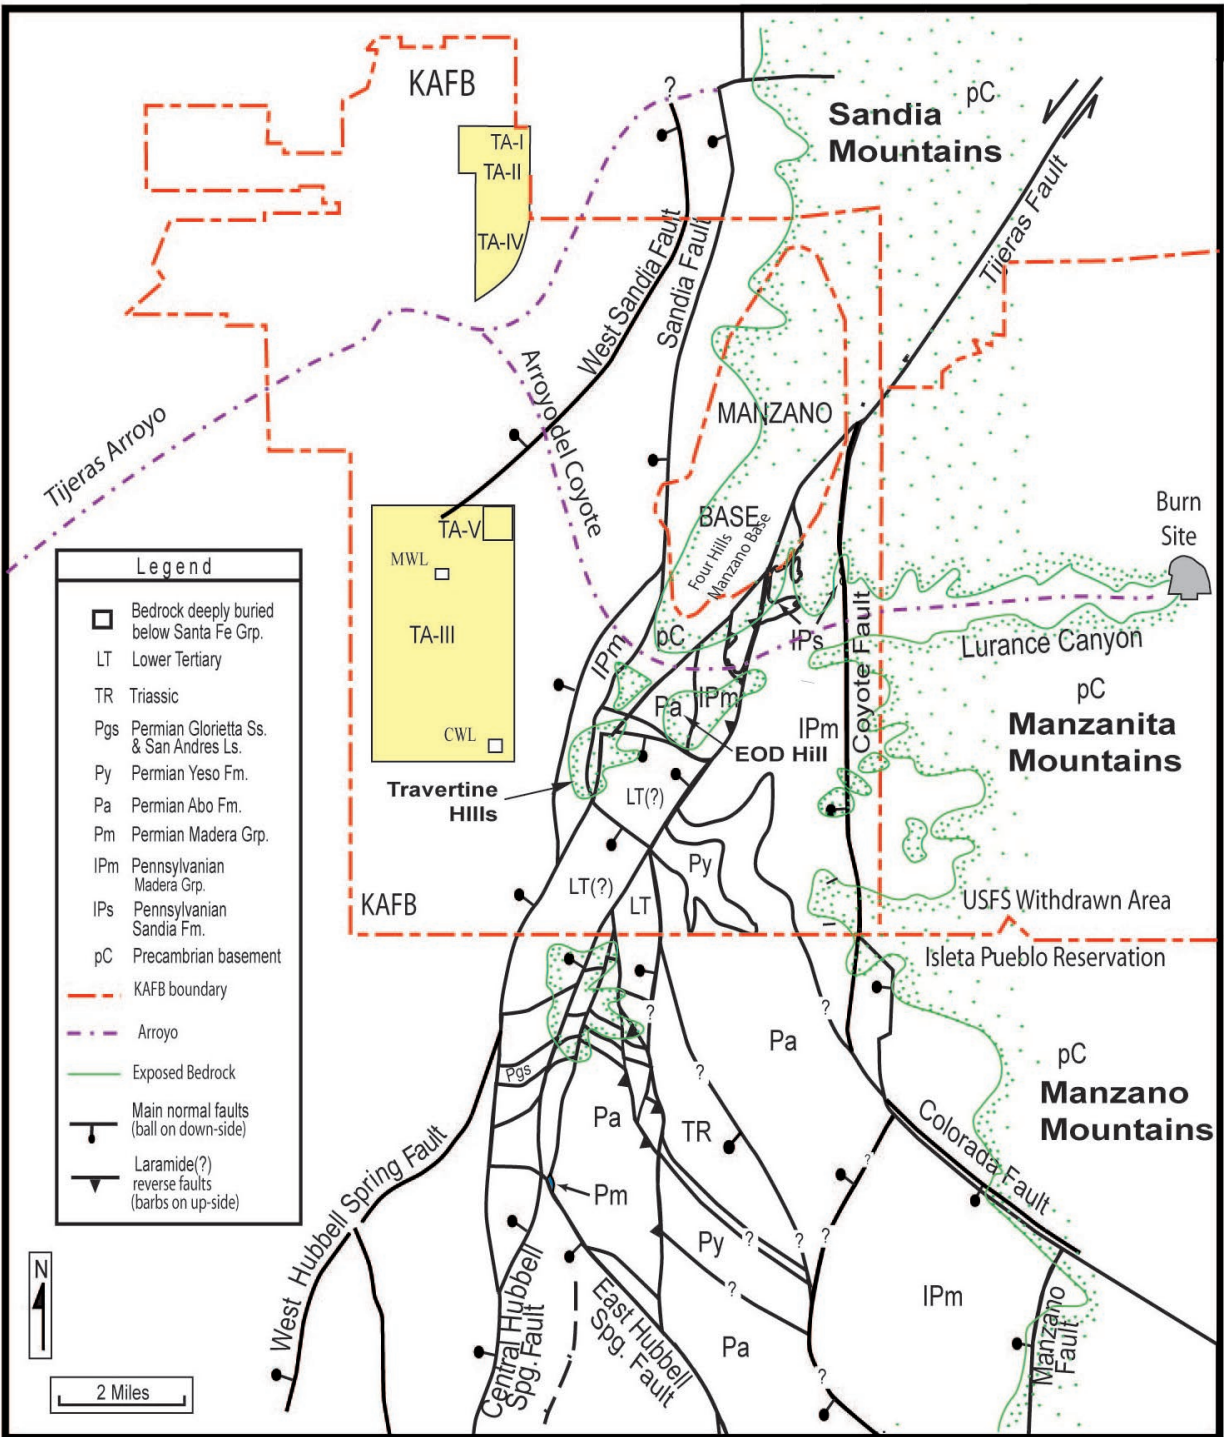 KAFB
?
pC
Sandia
Mountains
TA-I
TA-II
TA-IV
West Sandia Fault
Sandia Fault
Tijeras Fault
Tijeras Arroyo
Arroyo del Coyote
MANZANO
BASE
Four Hills
Manzano Base
Burn
Site
TA-V
MWL
TA-III
CWL
Legend
Bedrock deeply buried
below Santa Fe Grp.
LT Lower Tertiary
TR Triassic
Pgs Permian Glorietta Ss.
& San Andres Ls.
Py Permian Yeso Fm.
Pa Permian Abo Fm.
Pm Permian Madera Grp.
IPm Pennsylvanian
Madera Grp.
IPs Pennsylvanian
Sandia Fm.
pC Precambrian basement
KAFB boundary
Arroyo
Exposed Bedrock
Main normal faults
(ball on down-side)
Laramide(?)
reverse faults
(barbs on up-side)
N
2 Miles
IPm
pC
IPs
Coyote Fault
Lurance Canyon
pC
Manzanita
Mountains
Pa
IPm
IPm
EOD Hill
Travertine
HIlls
LT(?)
Py
LT(?)
LT
KAFB
USFS Withdrawn Area
Isleta Pueblo Reservation
?
?
Pa
pC
Manzano
Mountains
Pgs
?
Pa
TR
Colorada Fault
?
West Hubbell Spring Fault
Pm
Py
?
?
?
?
IPm
Central Hubbell
Spg. Fault
East Hubbell
Spg. Fault
Pa
?
Manzano
Fault